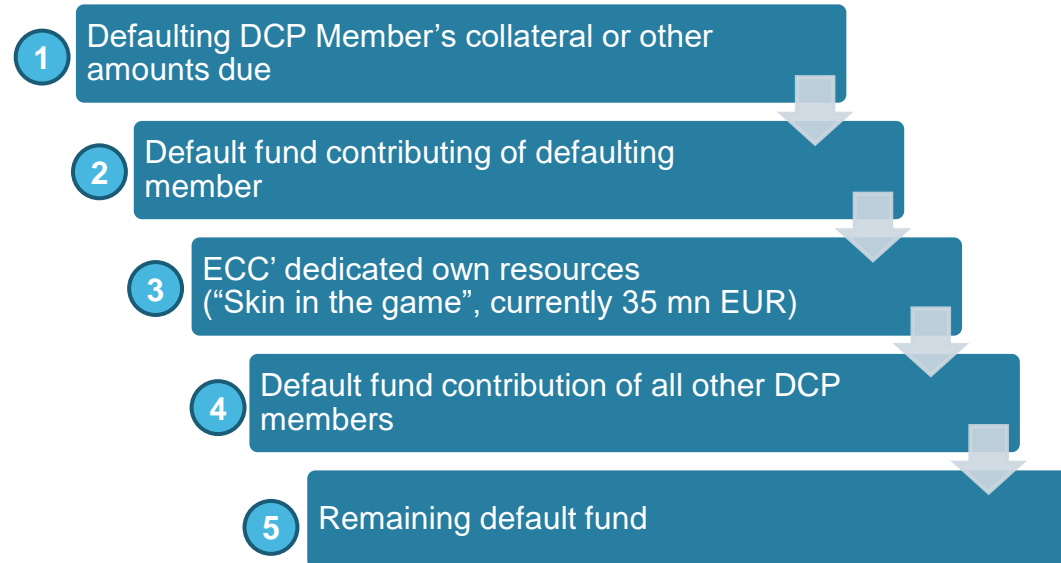 1
Defaulting DCP Member’s collateral or other
amounts due
2
Default fund contributing of defaulting
member
3
ECC’ dedicated own resources
(“Skin in the game”, currently 35 mn EUR)
4
Default fund contribution of all other DCP
members
5
Remaining default fund